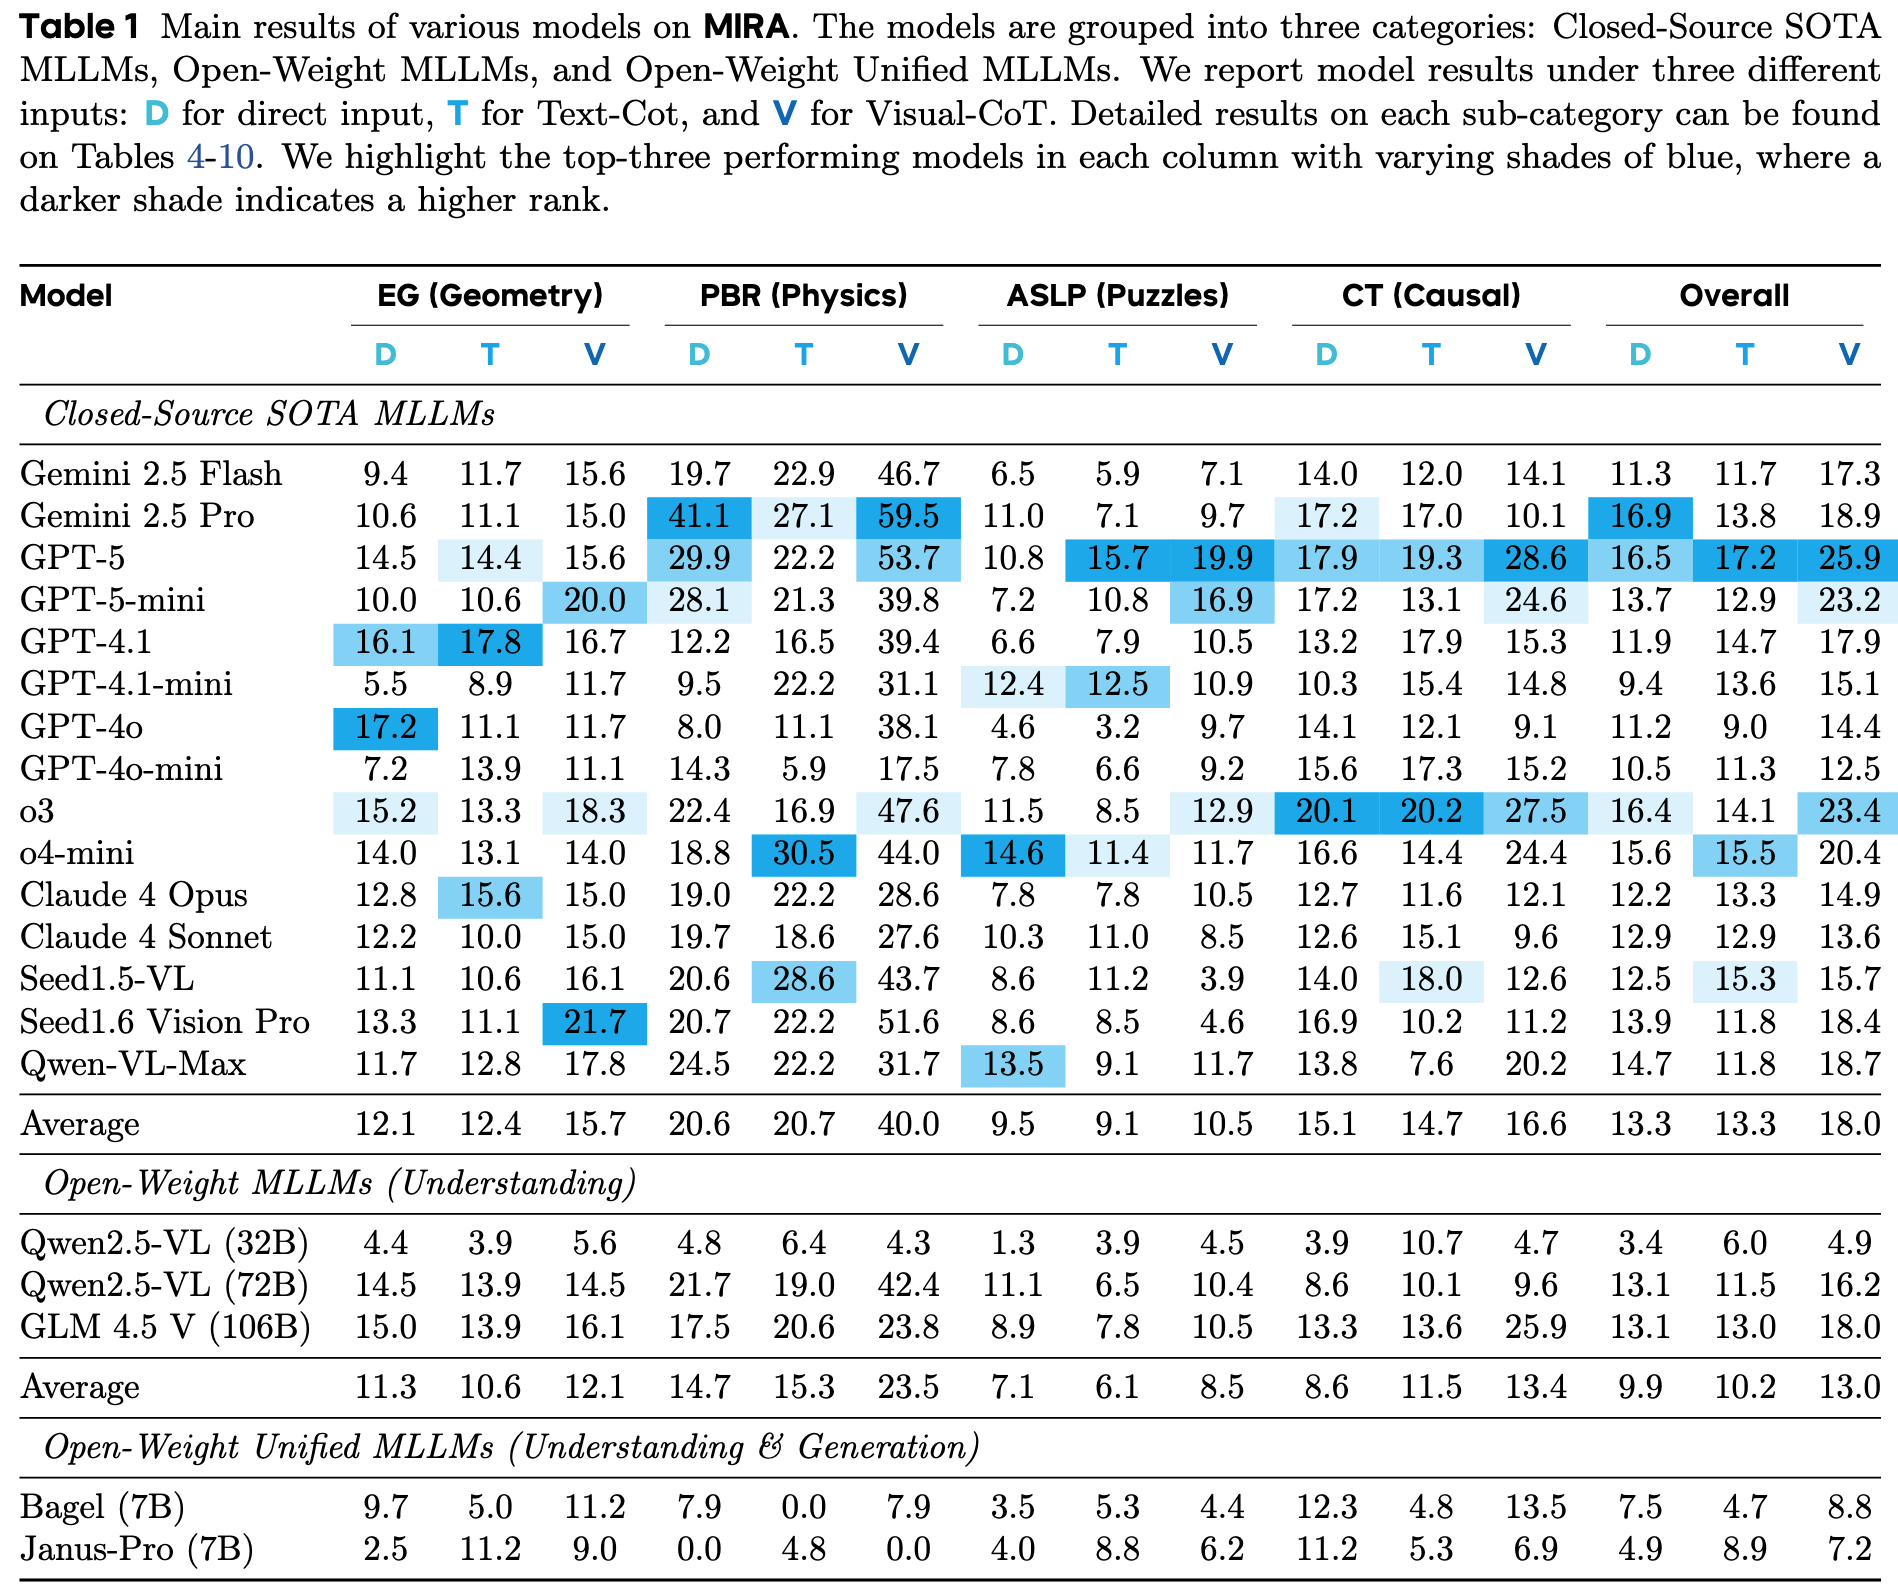 Table 1 Main results of various models on MIRA. The models are grouped into three categories: Closed-Source SOTA
MLLMs, Open-Weight MLLMs, and Open-Weight Unified MLLMs. We report model results under three different
inputs: D for direct input, T for Text-Cot, and V for Visual-CoT. Detailed results on each sub-category can be found
on Tables 4-10. We highlight the top-three performing models in each column with varying shades of blue, where a
darker shade indicates a higher rank.
Model EG (Geometry) PBR (Physics) ASLP (Puzzles) CT (Causal) Overall
D T V D T V D T V D T V D T V
Closed-Source SOTA MLLMs
Gemini 2.5 Flash 9.4 11.7 15.6 19.7 22.9 46.7 6.5 5.9 7.1 14.0 12.0 14.1 11.3 11.7 17.3
Gemini 2.5 Pro 10.6 11.1 15.0 41.1 27.1 59.5 11.0 7.1 9.7 17.2 17.0 10.1 16.9 13.8 18.9
GPT-5 14.5 14.4 15.6 29.9 22.2 53.7 10.8 15.7 19.9 17.9 19.3 28.6 16.5 17.2 25.9
GPT-5-mini 10.0 10.6 20.0 28.1 21.3 39.8 7.2 10.8 16.9 17.2 13.1 24.6 13.7 12.9 23.2
GPT-4.1 16.1 17.8 16.7 12.2 16.5 39.4 6.6 7.9 10.5 13.2 17.9 15.3 11.9 14.7 17.9
GPT-4.1-mini 5.5 8.9 11.7 9.5 22.2 31.1 12.4 12.5 10.9 10.3 15.4 14.8 9.4 13.6 15.1
GPT-4o 17.2 11.1 11.7 8.0 11.1 38.1 4.6 3.2 9.7 14.1 12.1 9.1 11.2 9.0 14.4
GPT-4o-mini 7.2 13.9 11.1 14.3 5.9 17.5 7.8 6.6 9.2 15.6 17.3 15.2 10.5 11.3 12.5
o3 15.2 13.3 18.3 22.4 16.9 47.6 11.5 8.5 12.9 20.1 20.2 27.5 16.4 14.1 23.4
o4-mini 14.0 13.1 14.0 18.8 30.5 44.0 14.6 11.4 11.7 16.6 14.4 24.4 15.6 15.5 20.4
Claude 4 Opus 12.8 15.6 15.0 19.0 22.2 28.6 7.8 7.8 10.5 12.7 11.6 12.1 12.2 13.3 14.9
Claude 4 Sonnet 12.2 10.0 15.0 19.7 18.6 27.6 10.3 11.0 8.5 12.6 15.1 9.6 12.9 12.9 13.6
Seed1.5-VL 11.1 10.6 16.1 20.6 28.6 43.7 8.6 11.2 3.9 14.0 18.0 12.6 12.5 15.3 15.7
Seed1.6 Vision Pro 13.3 11.1 21.7 20.7 22.2 51.6 8.6 8.5 4.6 16.9 10.2 11.2 13.9 11.8 18.4
Qwen-VL-Max 11.7 12.8 17.8 24.5 22.2 31.7 13.5 9.1 11.7 13.8 7.6 20.2 14.7 11.8 18.7
Average 12.1 12.4 15.7 20.6 20.7 40.0 9.5 9.1 10.5 15.1 14.7 16.6 13.3 13.3 18.0
Open-Weight MLLMs (Understanding)
Qwen2.5-VL (32B) 4.4 3.9 5.6 4.8 6.4 4.3 1.3 3.9 4.5 3.9 10.7 4.7 3.4 6.0 4.9
Qwen2.5-VL (72B) 14.5 13.9 14.5 21.7 19.0 42.4 11.1 6.5 10.4 8.6 10.1 9.6 13.1 11.5 16.2
GLM 4.5 V (106B) 15.0 13.9 16.1 17.5 20.6 23.8 8.9 7.8 10.5 13.3 13.6 25.9 13.1 13.0 18.0
Average 11.3 10.6 12.1 14.7 15.3 23.5 7.1 6.1 8.5 8.6 11.5 13.4 9.9 10.2 13.0
Open-Weight Unified MLLMs (Understanding & Generation)
Bagel (7B) 9.7 5.0 11.2 7.9 0.0 7.9 3.5 5.3 4.4 12.3 4.8 13.5 7.5 4.7 8.8
Janus-Pro (7B) 2.5 11.2 9.0 0.0 4.8 0.0 4.0 8.8 6.2 11.2 5.3 6.9 4.9 8.9 7.2